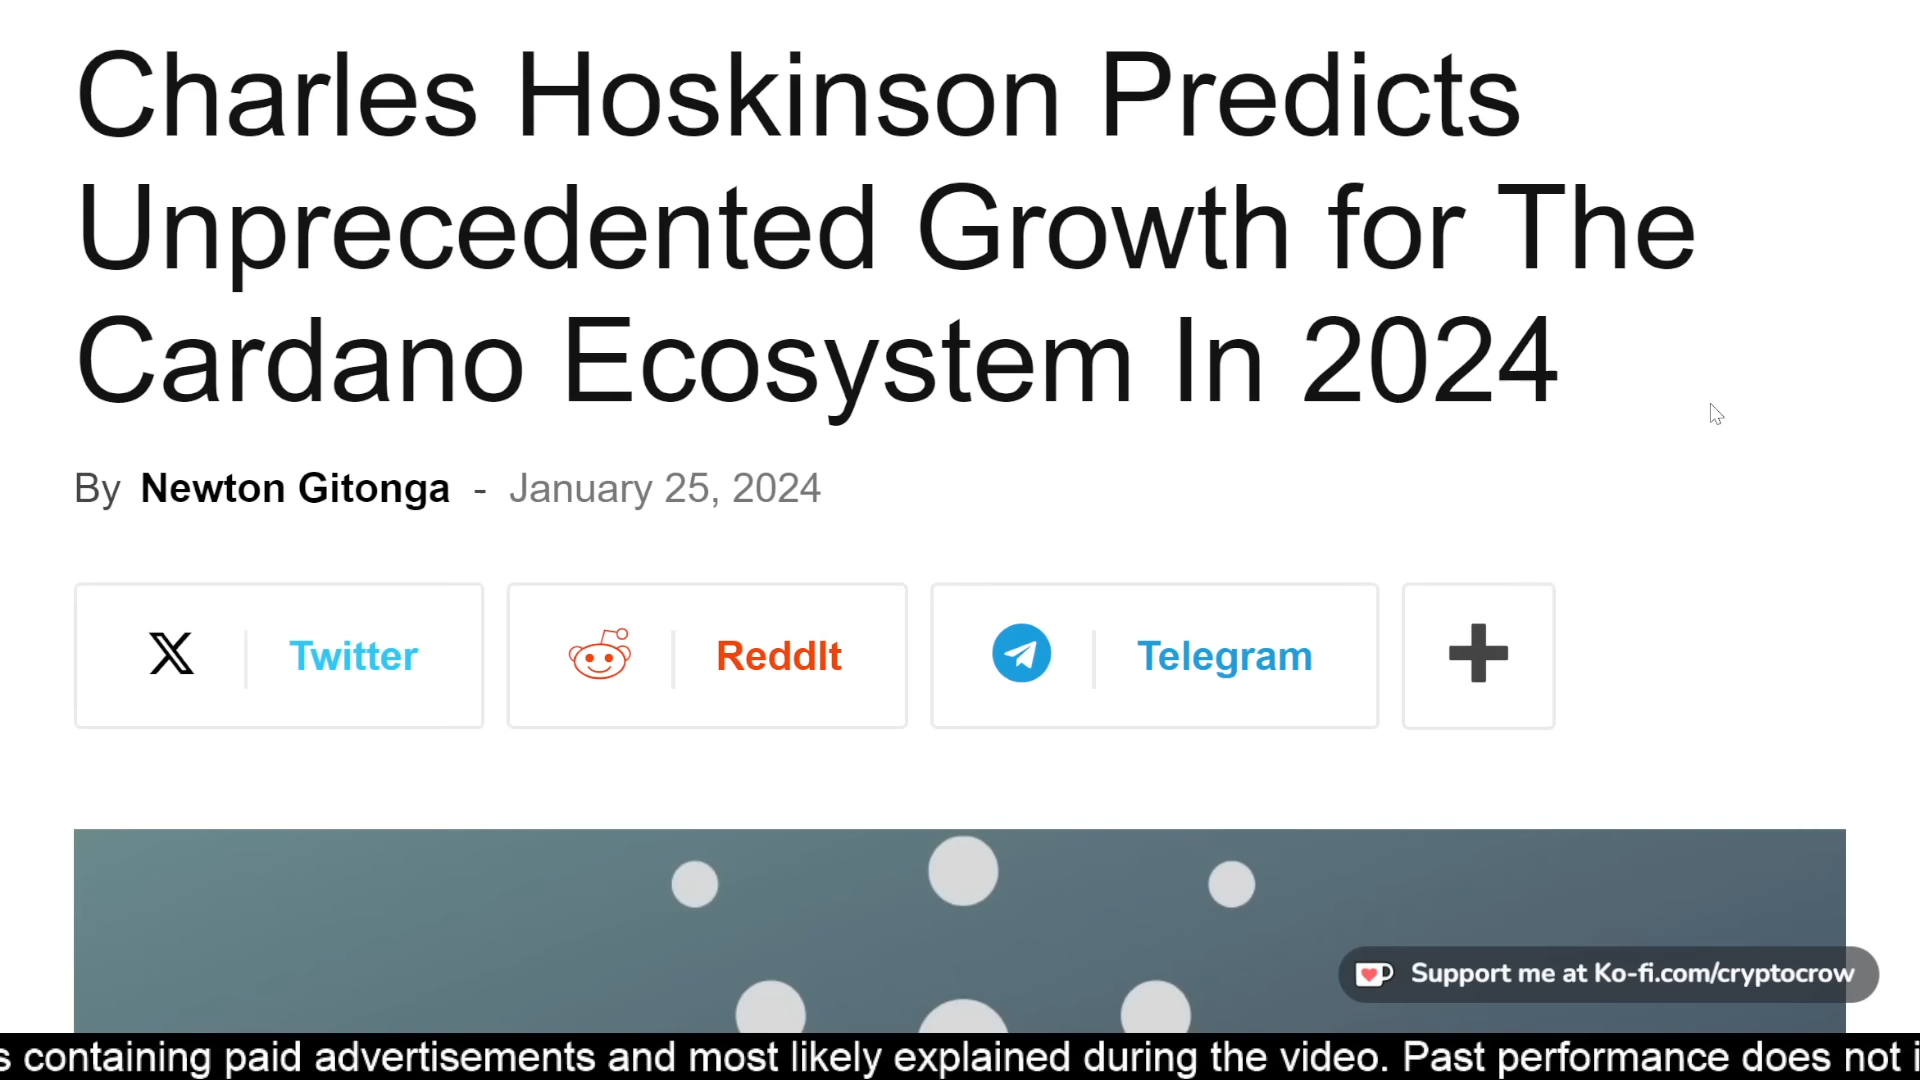 Charles Hoskinson Predicts
Unprecedented Growth for The
Cardano Ecosystem In 2024
By Newton Gitonga - January 25, 2024
Twitter
ReddIt
Telegram
Support me at Ko-fi.com/cryptocrow
s containing paid advertisements and most likely explained during the video. Past performance does not i